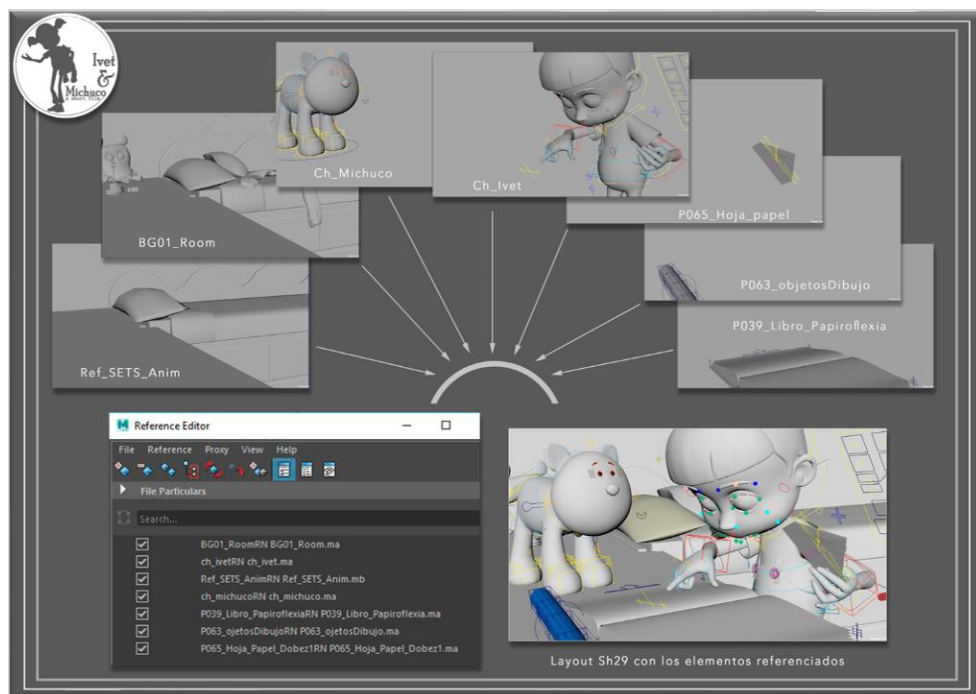 Ivet
&
Michuco
a short film
Ch_Michuco
Ch_Ivet
P065_Hoja_papel
BG01_Room
P063_objetosDibujo
P039_Libro_Papiroflexia
Ref_SETS_Anim
Reference Editor
File Reference Proxy View Help
File Particulars
Search...
BG01_RoomRN BG01_Room.ma
ch_ivetRN ch_ivet.ma
Ref_SETS_AnimRN Ref_SETS_Anim.mb
ch_michucoRN ch_michuco.ma
P039_Libro_PapiroflexiaRN P039_Libro_Papiroflexia.ma
P063_ojetosDibujoRN P063_ojetosDibujo.ma
P065_Hoja_Papel_Dobez1RN P065_Hoja_Papel_Dobez1.ma
Layout Sh29 con los elementos referenciados